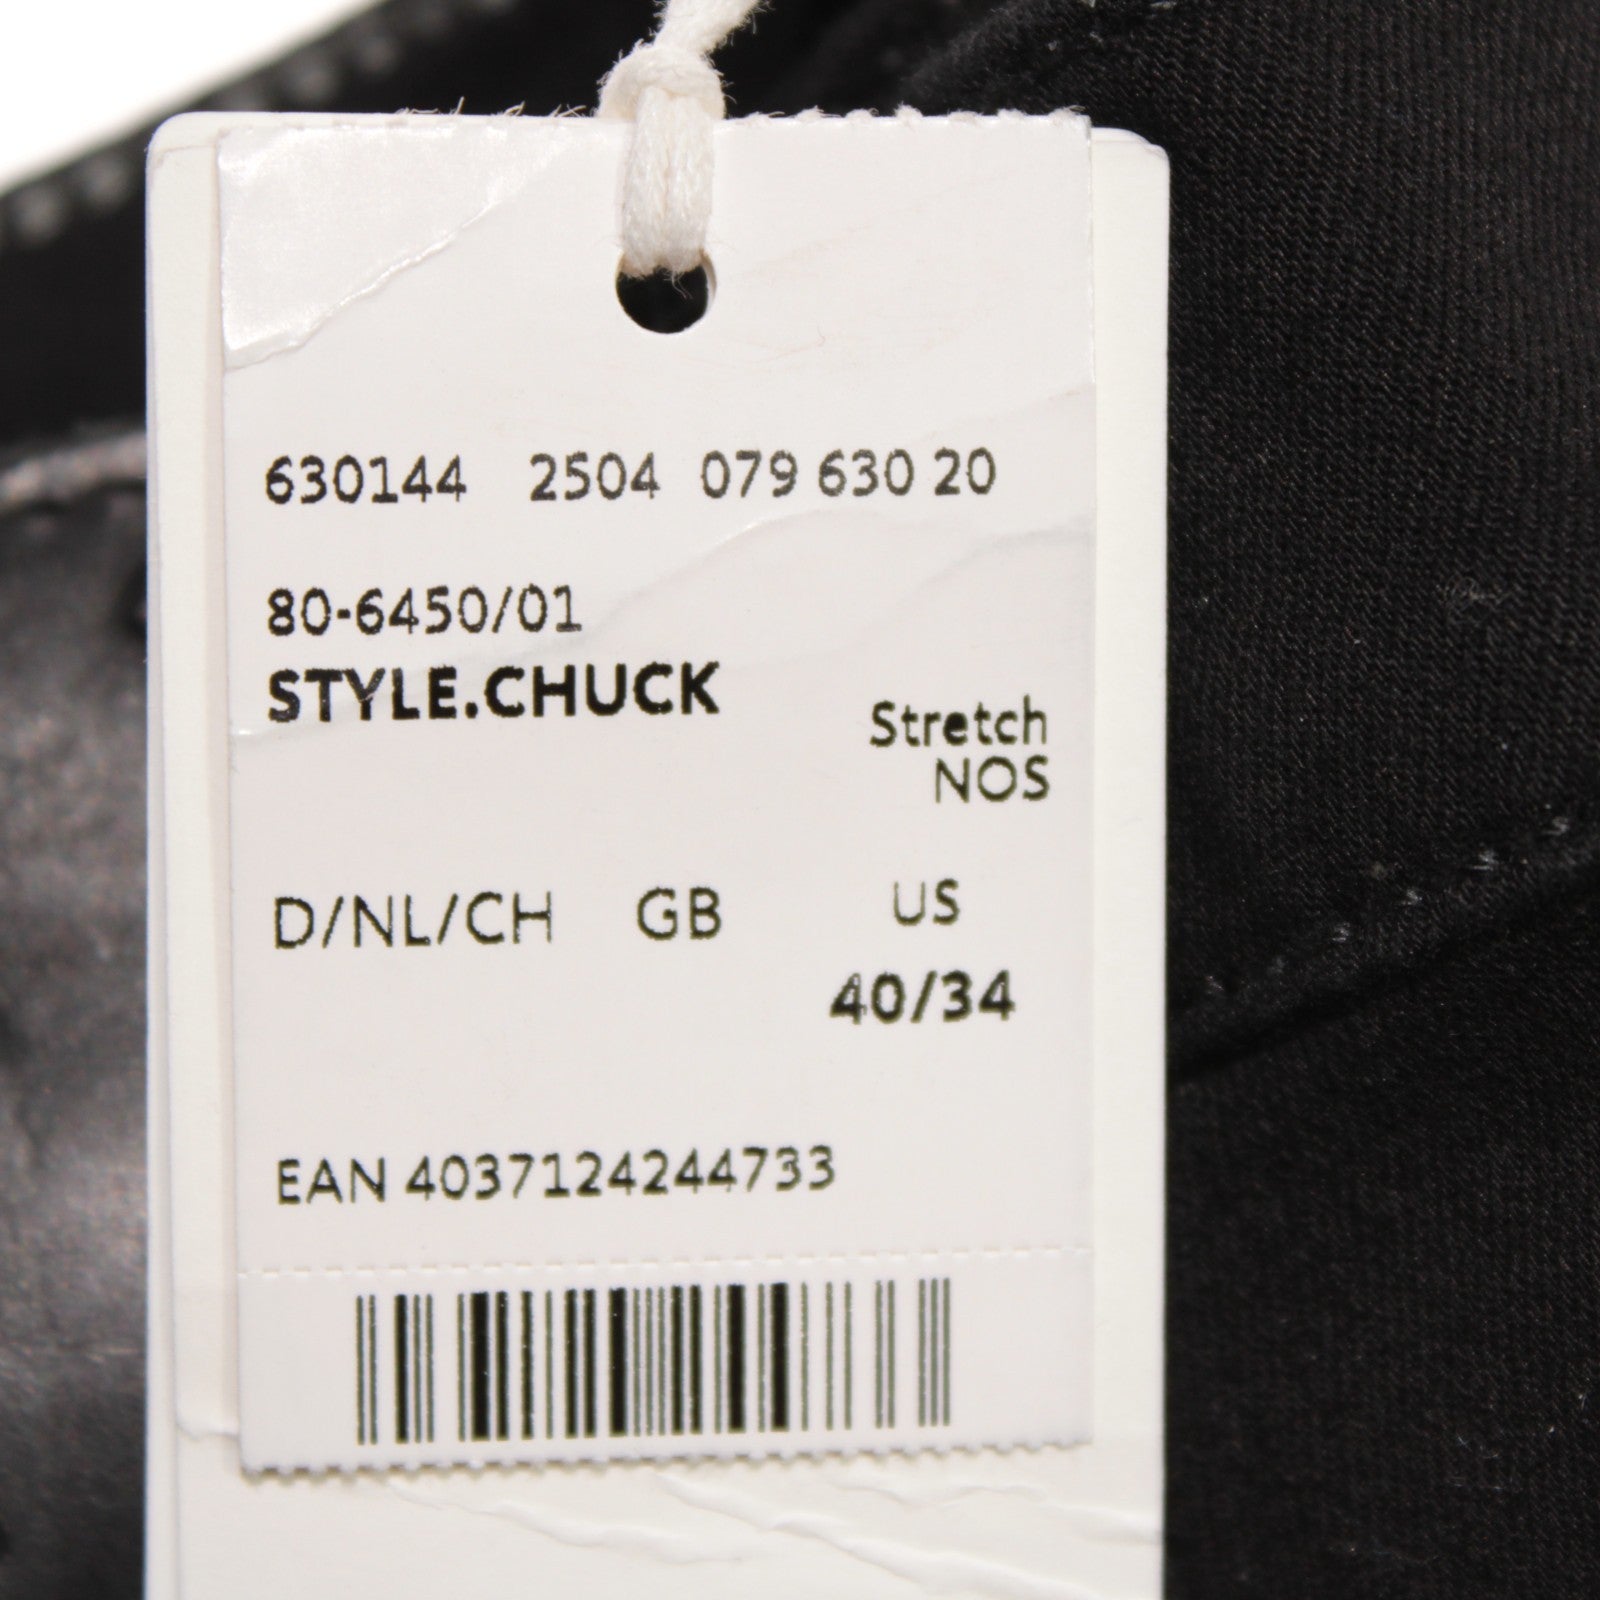 630144 2504 079 630 20
80-6450/01
STYLE.CHUCK
Stretch
NOS
D/NL/CH GB US
40/34
EAN 4037124244733